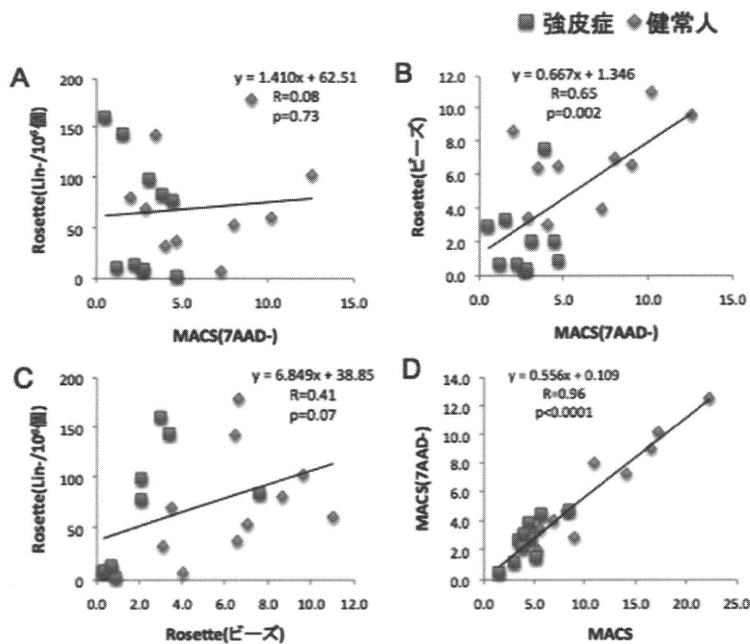 強皮症 健常人
A
y = 1.410x + 62.51
R=0.08
p=0.73
Rosette(Lin-/10⁶個)
200
150
100
50
0
0.0 5.0 10.0 15.0
MACS(7AAD-)
B
y = 0.667x + 1.346
R=0.65
p=0.002
Rosette(ビーズ)
12.0
10.0
8.0
6.0
4.0
2.0
0.0
0.0 5.0 10.0 15.0
MACS(7AAD-)
C
y = 6.849x + 38.85
R=0.41
p=0.07
Rosette(Lin-/10⁶個)
200
150
100
50
0
0.0 2.0 4.0 6.0 8.0 10.0 12.0
Rosette(ビーズ)
D
y = 0.556x + 0.109
R=0.96
p<0.0001
MACS(7AAD-)
14.0
12.0
10.0
8.0
6.0
4.0
2.0
0.0
0.0 5.0 10.0 15.0 20.0 25.0
MACS